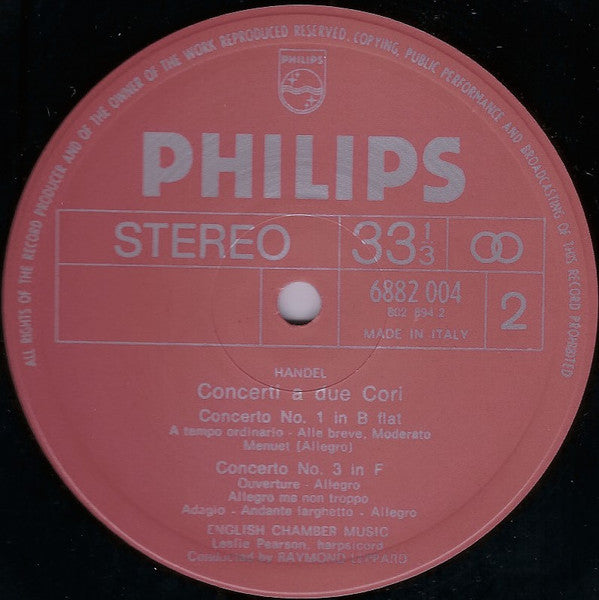 ALL RIGHTS OF THE RECORD PRODUCER AND OF THE OWNER OF THE WORK REPRODUCED RESERVED. COPYING, PUBLIC PERFORMANCE AND BROADCASTING OF THIS RECORD PROHIBITED
PHILIPS
PHILIPS
STEREO 33 1/3
6882 004
802 894 2
2
MADE IN ITALY
HANDEL
Concerti a due Cori
Concerto No. 1 in B flat
A tempo ordinario - Alle breve, Moderato
Menuet (Allegro)
Concerto No. 3 in F
Ouverture - Allegro
Allegro ma non troppo
Adagio - Andante larghetto - Allegro
ENGLISH CHAMBER MUSIC
Leslie Pearson, harpsicord
Conducted by RAYMOND LEPPARD